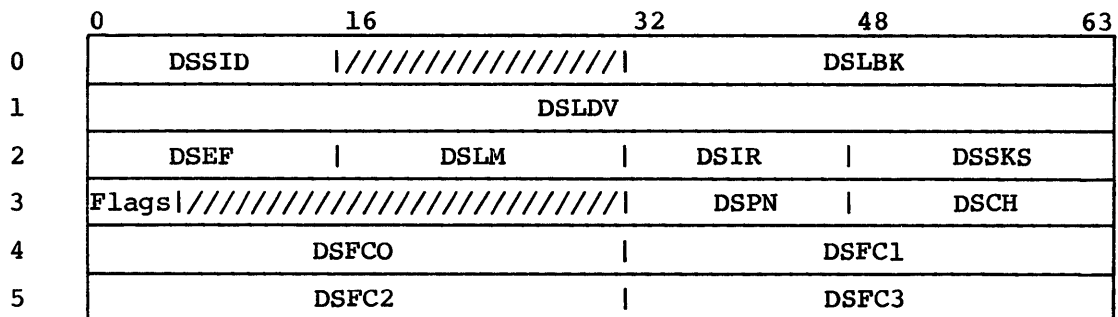 0 16 32 48 63
0 DSSID |////////////////| DSLBK
1 DSLDV
2 DSEF | DSLM | DSIR | DSSKS
3 Flags|//////////////////////////| DSPN | DSCH
4 DSFC0 | DSFC1
5 DSFC2 | DSFC3